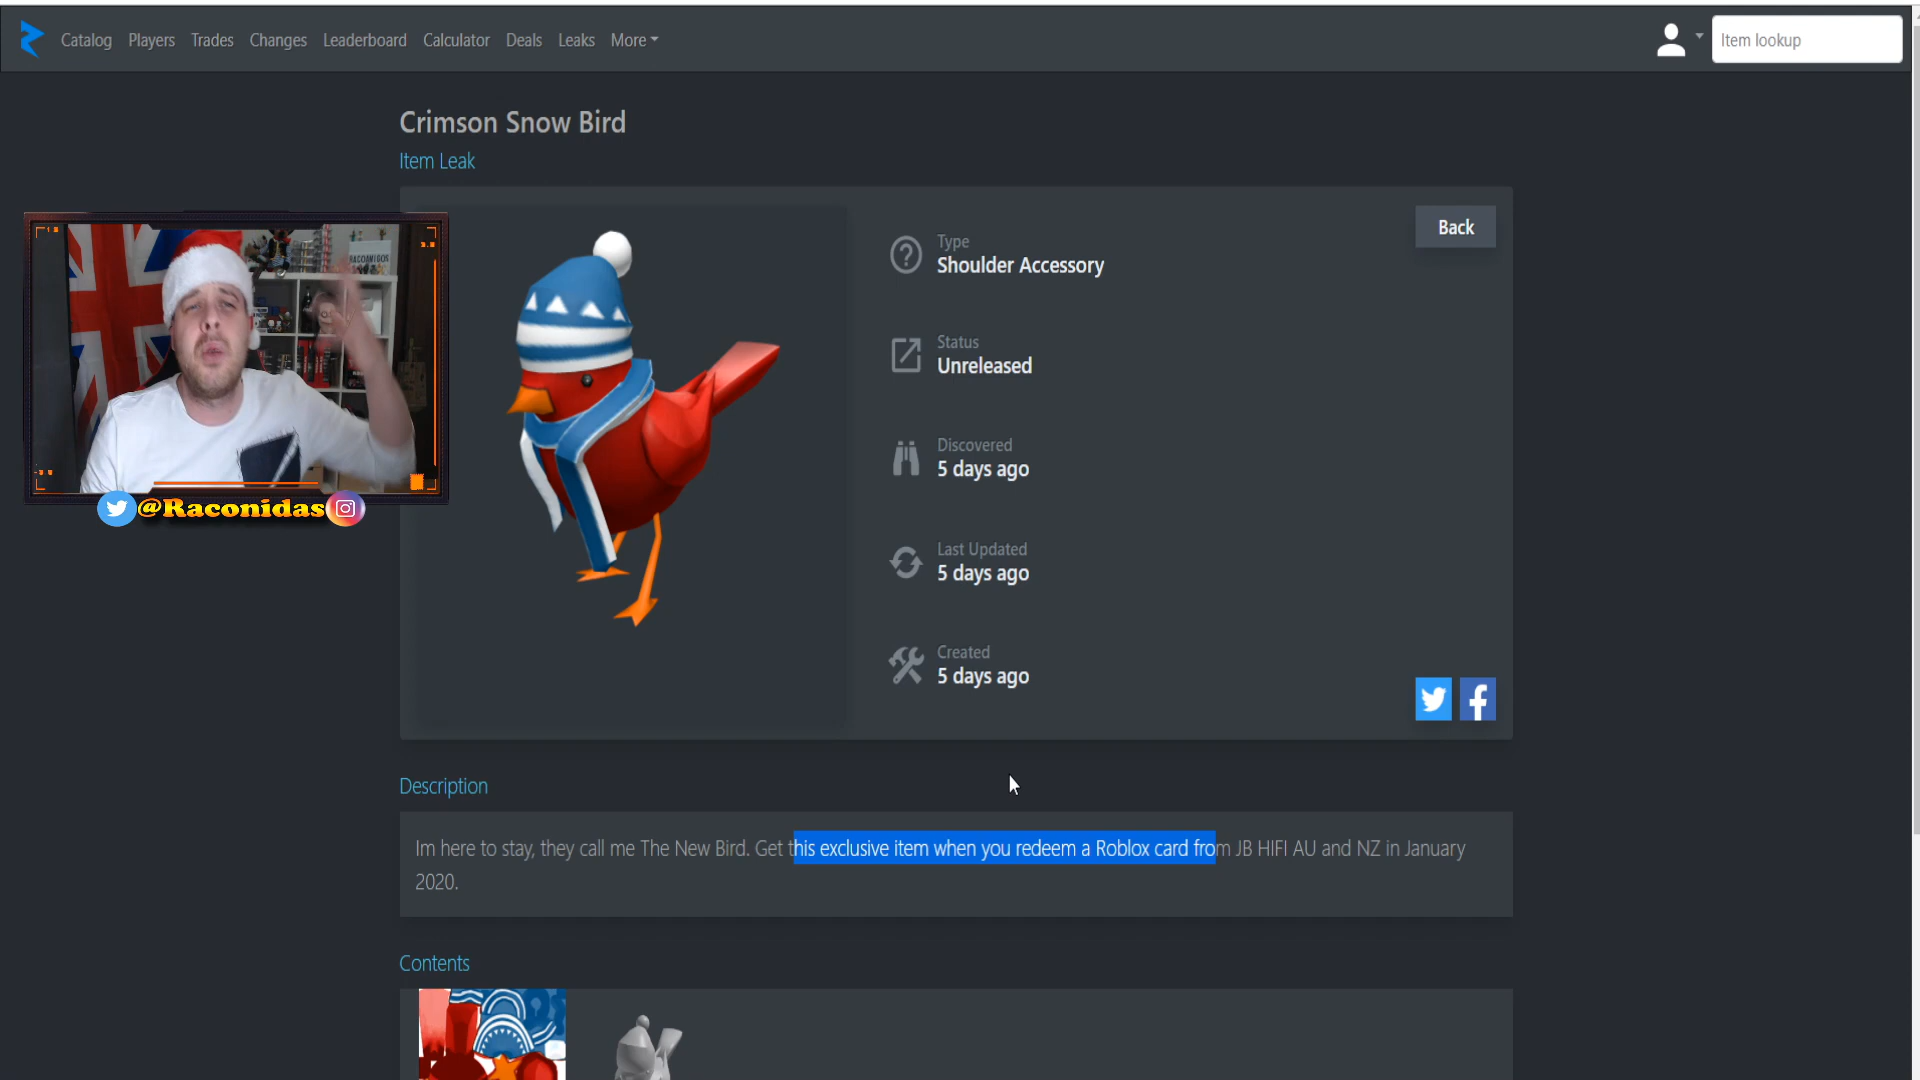 Catalog Players Trades Changes Leaderboard Calculator Deals Leaks More
Item lookup
Crimson Snow Bird
Item Leak
Back
Type
Shoulder Accessory
Status
Unreleased
Discovered
5 days ago
Last Updated
5 days ago
Created
5 days ago
RACOAMIGOS
@Raconidas
Description
Im here to stay, they call me The New Bird. Get this exclusive item when you redeem a Roblox card from JB HIFI AU and NZ in January
2020.
Contents